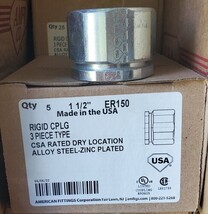 Qty 5 1 1/2" ER150
Made in the USA
RIGID CPLG
3 PIECE TYPE
CSA RATED DRY LOCATION
ALLOY STEEL-ZINC PLATED
AMERICAN FITTINGS Corporation